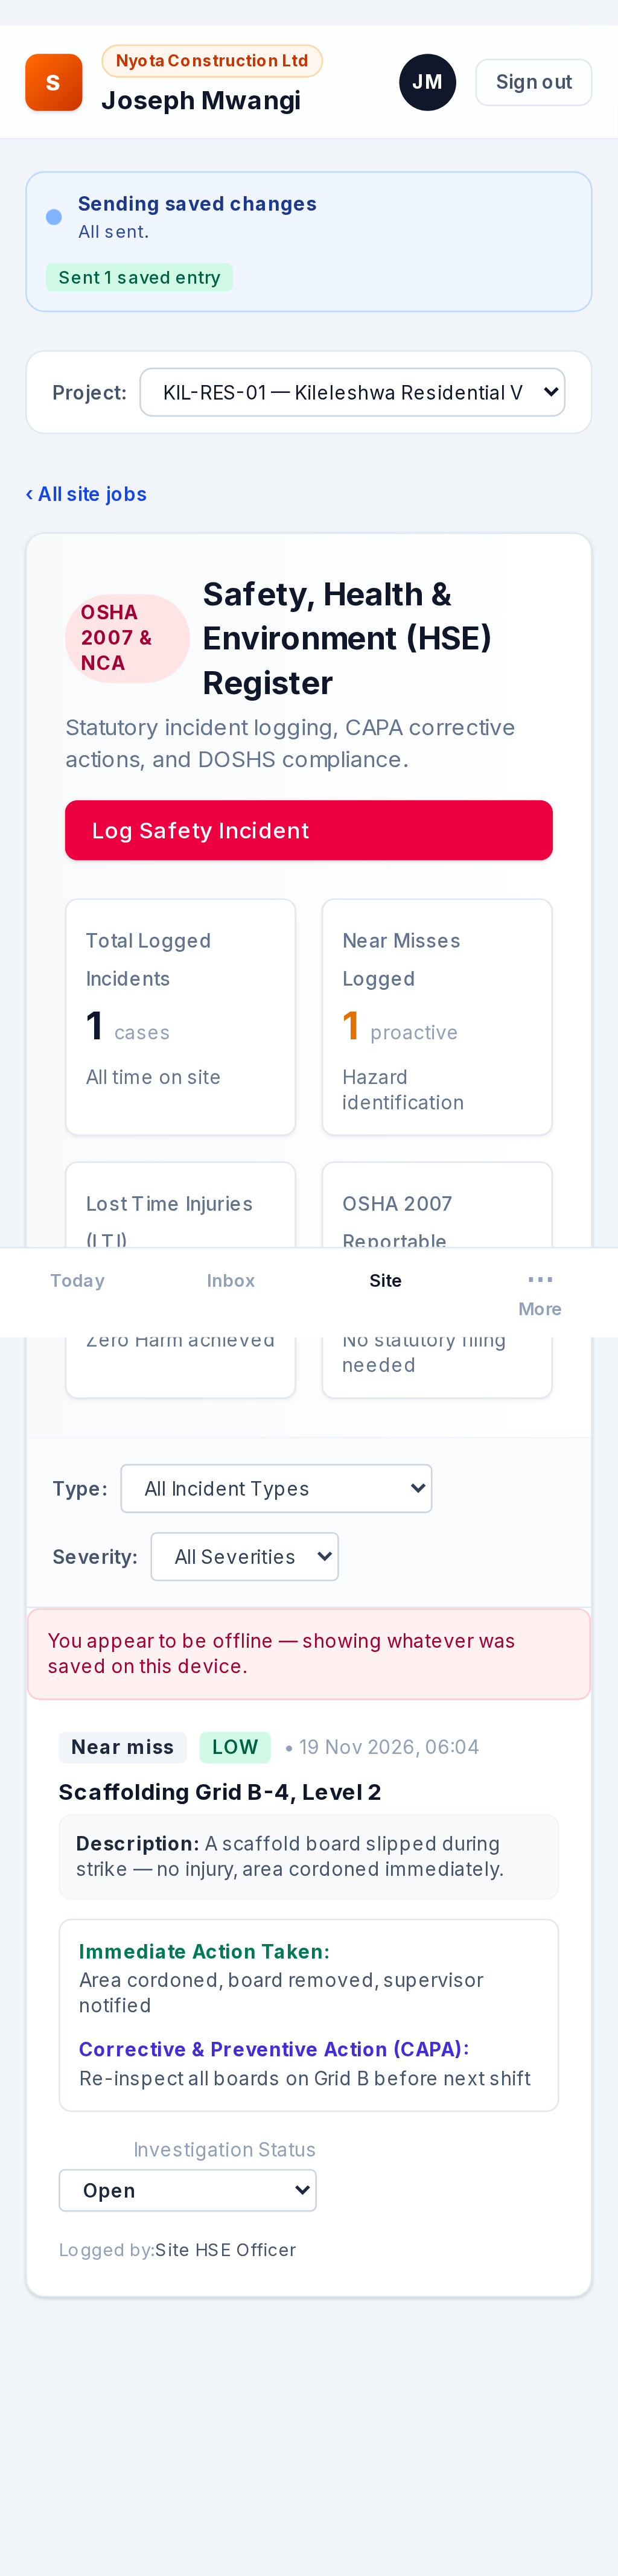 S
Nyota Construction Ltd
Joseph Mwangi
JM
Sign out
Sending saved changes
All sent.
Sent 1 saved entry
Project:
KIL-RES-01 — Kileleshwa Residential V
‹ All site jobs
OSHA
2007 &
NCA
Safety, Health &
Environment (HSE)
Register
Statutory incident logging, CAPA corrective
actions, and DOSHS compliance.
Log Safety Incident
Total Logged
Incidents
1 cases
All time on site
Near Misses
Logged
1 proactive
Hazard
identification
Lost Time Injuries
(LTI)
OSHA 2007
Reportable
Today
Inbox
Site
More
Zero Harm achieved
No statutory filing
needed
Type:
All Incident Types
Severity:
All Severities
You appear to be offline — showing whatever was
saved on this device.
Near miss
LOW
• 19 Nov 2026, 06:04
Scaffolding Grid B-4, Level 2
Description: A scaffold board slipped during
strike — no injury, area cordoned immediately.
Immediate Action Taken:
Area cordoned, board removed, supervisor
notified
Corrective & Preventive Action (CAPA):
Re-inspect all boards on Grid B before next shift
Investigation Status
Open
Logged by:Site HSE Officer